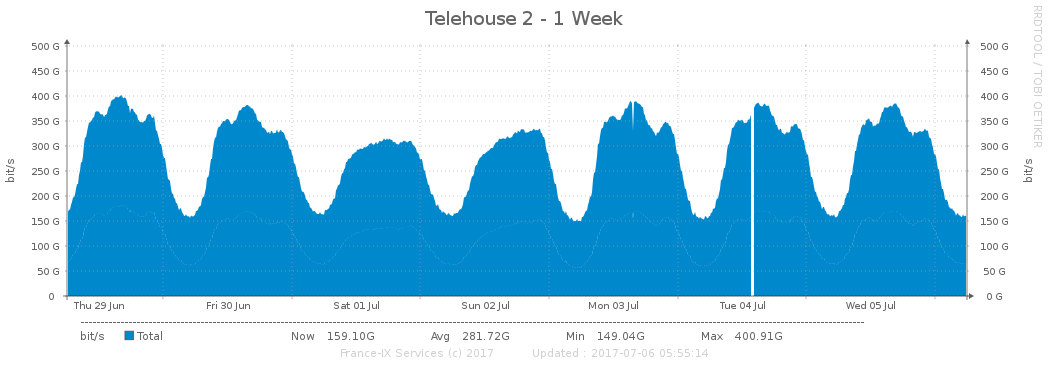 Telehouse 2 - 1 Week
RRDTOOL / TOBI OETIKER
500 G 500 G
450 G 450 G
400 G 400 G
350 G 350 G
300 G 300 G
250 G 250 G
200 G 200 G
150 G 150 G
100 G 100 G
50 G 50 G
0 0 G
bit/s bit/s
Thu 29 Jun Fri 30 Jun Sat 01 Jul Sun 02 Jul Mon 03 Jul Tue 04 Jul Wed 05 Jul
bit/s Total Now 159.10G Avg 281.72G Min 149.04G Max 400.91G
France-IX Services (c) 2017 Updated : 2017-07-06 05:55:14